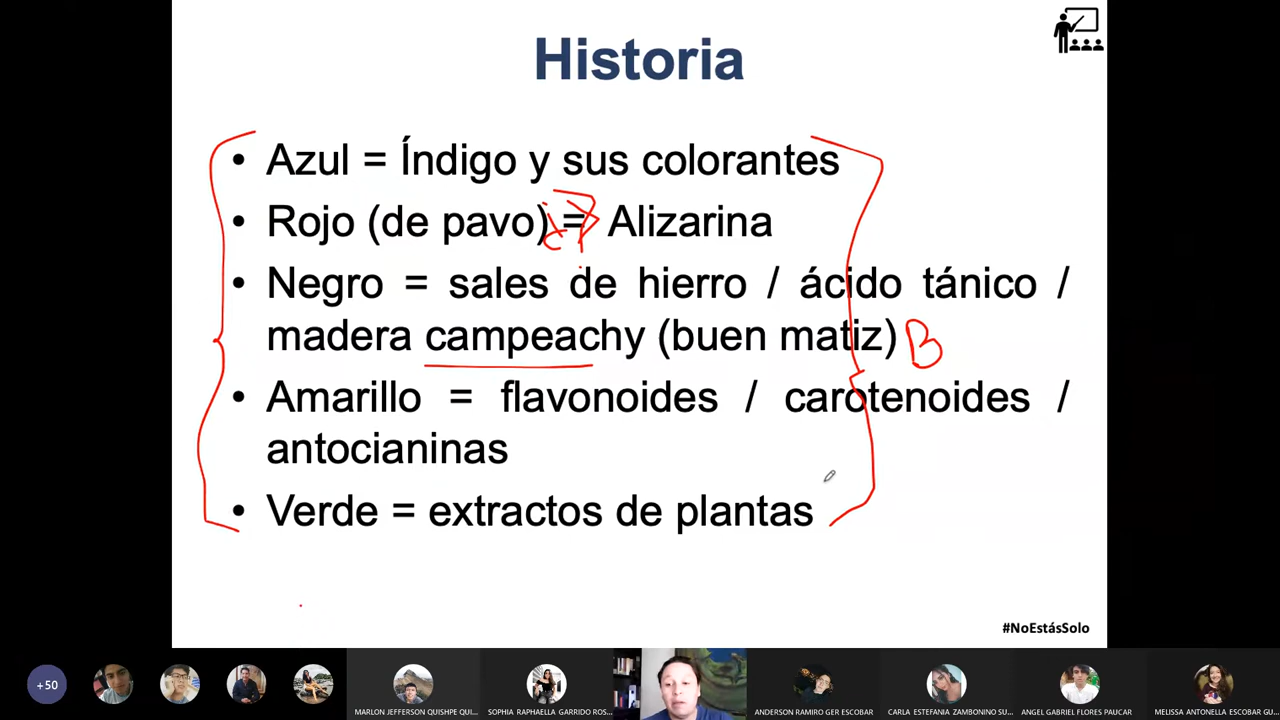 Historia
• Azul = Índigo y sus colorantes
• Rojo (de pavo) = Alizarina
• Negro = sales de hierro / ácido tánico /
madera campeachy (buen matiz) B
• Amarillo = flavonoides / carotenoides /
antocianinas
• Verde = extractos de plantas
#NoEstásSolo
+50
MARLON JEFFERSON QUISHPE QUI...
SOPHIA RAPHAELLA GARRIDO ROS...
ANDERSON RAMIRO GER ESCOBAR
CARLA ESTEFANIA ZAMBONINO SU...
ANGEL GABRIEL FLORES PAUCAR
MELISSA ANTONELLA ESCOBAR GU